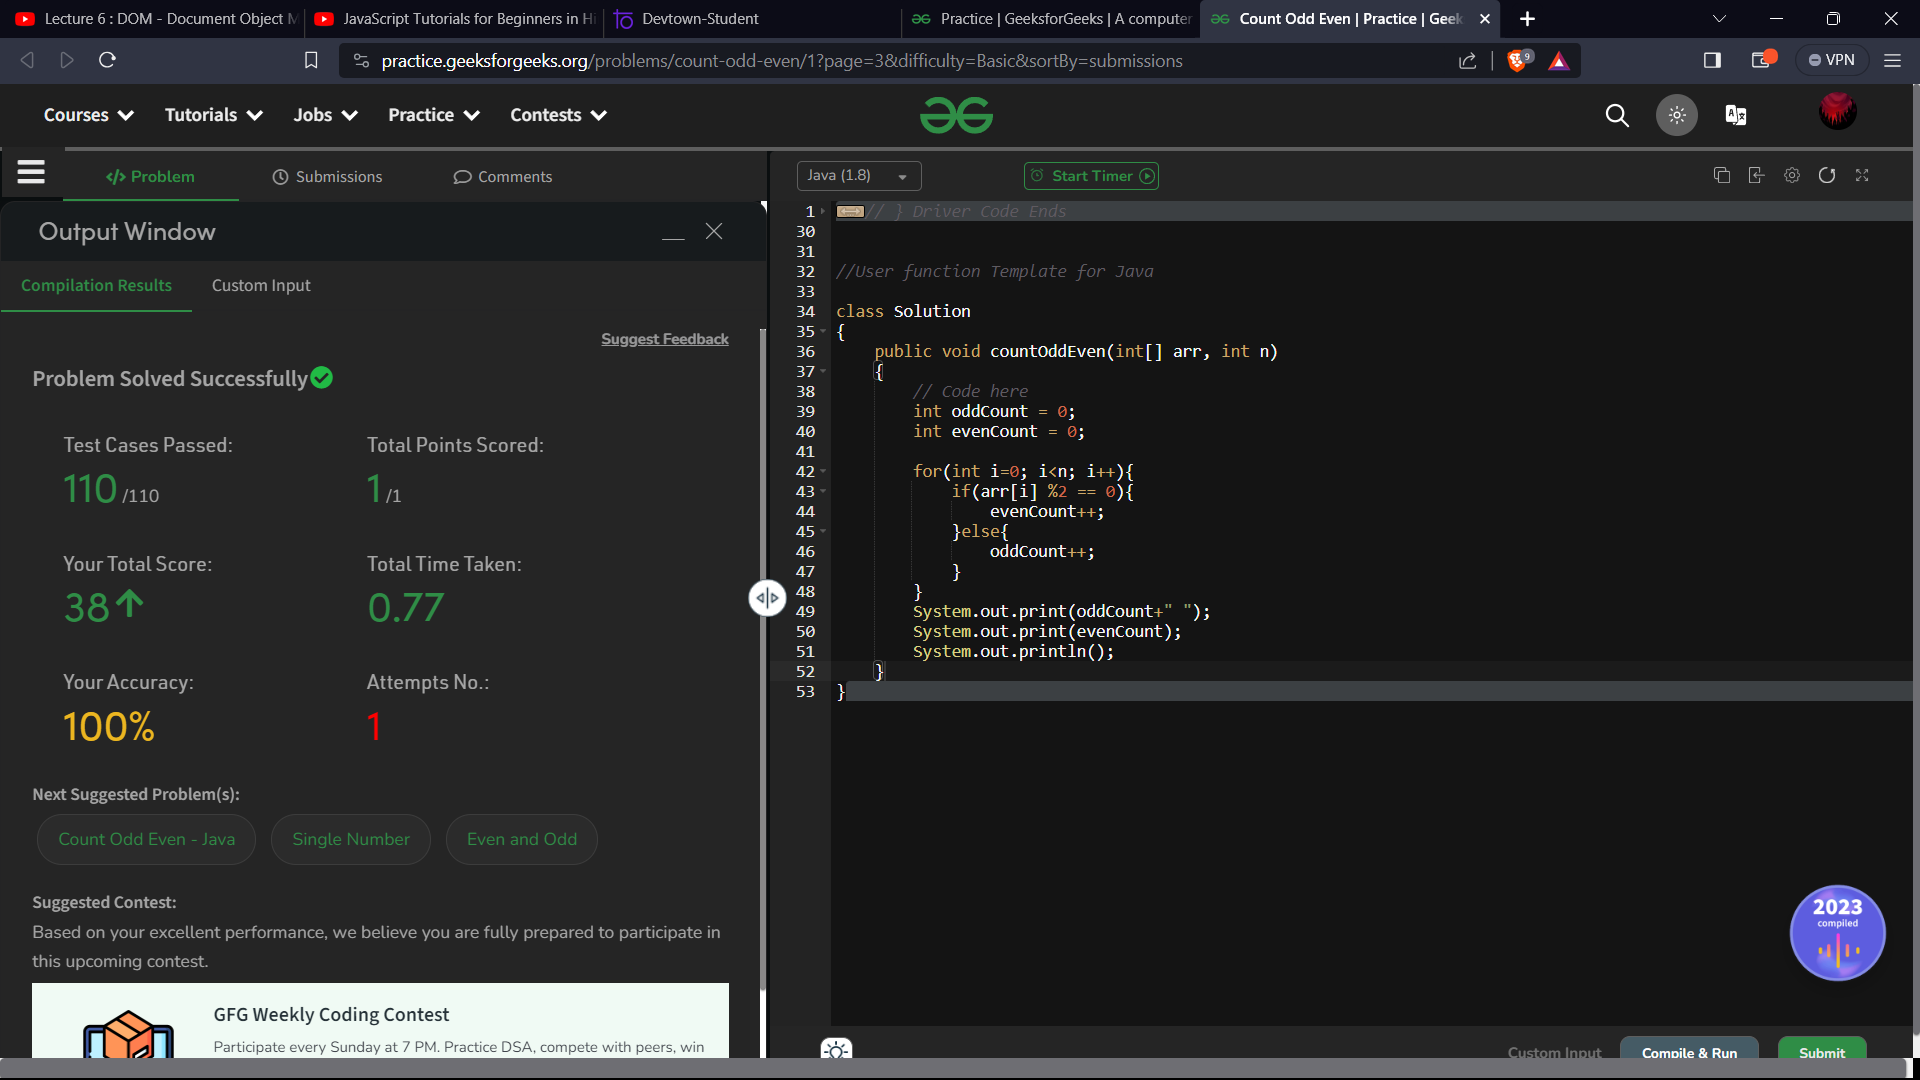 Lecture 6 : DOM - Document Object M
JavaScript Tutorials for Beginners in Hi
Devtown-Student
Practice | GeeksforGeeks | A computer
Count Odd Even | Practice | Geek
practice.geeksforgeeks.org/problems/count-odd-even/1?page=3&difficulty=Basic&sortBy=submissions
9
VPN
Courses
Tutorials
Jobs
Practice
Contests
</> Problem
Submissions
Comments
Java (1.8)
Start Timer
Output Window
Compilation Results
Custom Input
Suggest Feedback
Problem Solved Successfully
Test Cases Passed:
110 /110
Total Points Scored:
1 /1
Your Total Score:
38
Total Time Taken:
0.77
Your Accuracy:
100%
Attempts No.:
1
Next Suggested Problem(s):
Count Odd Even - Java
Single Number
Even and Odd
Suggested Contest:
Based on your excellent performance, we believe you are fully prepared to participate in
this upcoming contest.
GFG Weekly Coding Contest
Participate every Sunday at 7 PM. Practice DSA, compete with peers, win
1 // } Driver Code Ends
30
31
32 //User function Template for Java
33
34 class Solution
35 {
36 public void countOddEven(int[] arr, int n)
37 {
38 // Code here
39 int oddCount = 0;
40 int evenCount = 0;
41
42 for(int i=0; i<n; i++){
43 if(arr[i] %2 == 0){
44 evenCount++;
45 }else{
46 oddCount++;
47 }
48 }
49 System.out.print(oddCount+" ");
50 System.out.print(evenCount);
51 System.out.println();
52 }
53 }
2023
compiled
Custom Input
Compile & Run
Submit